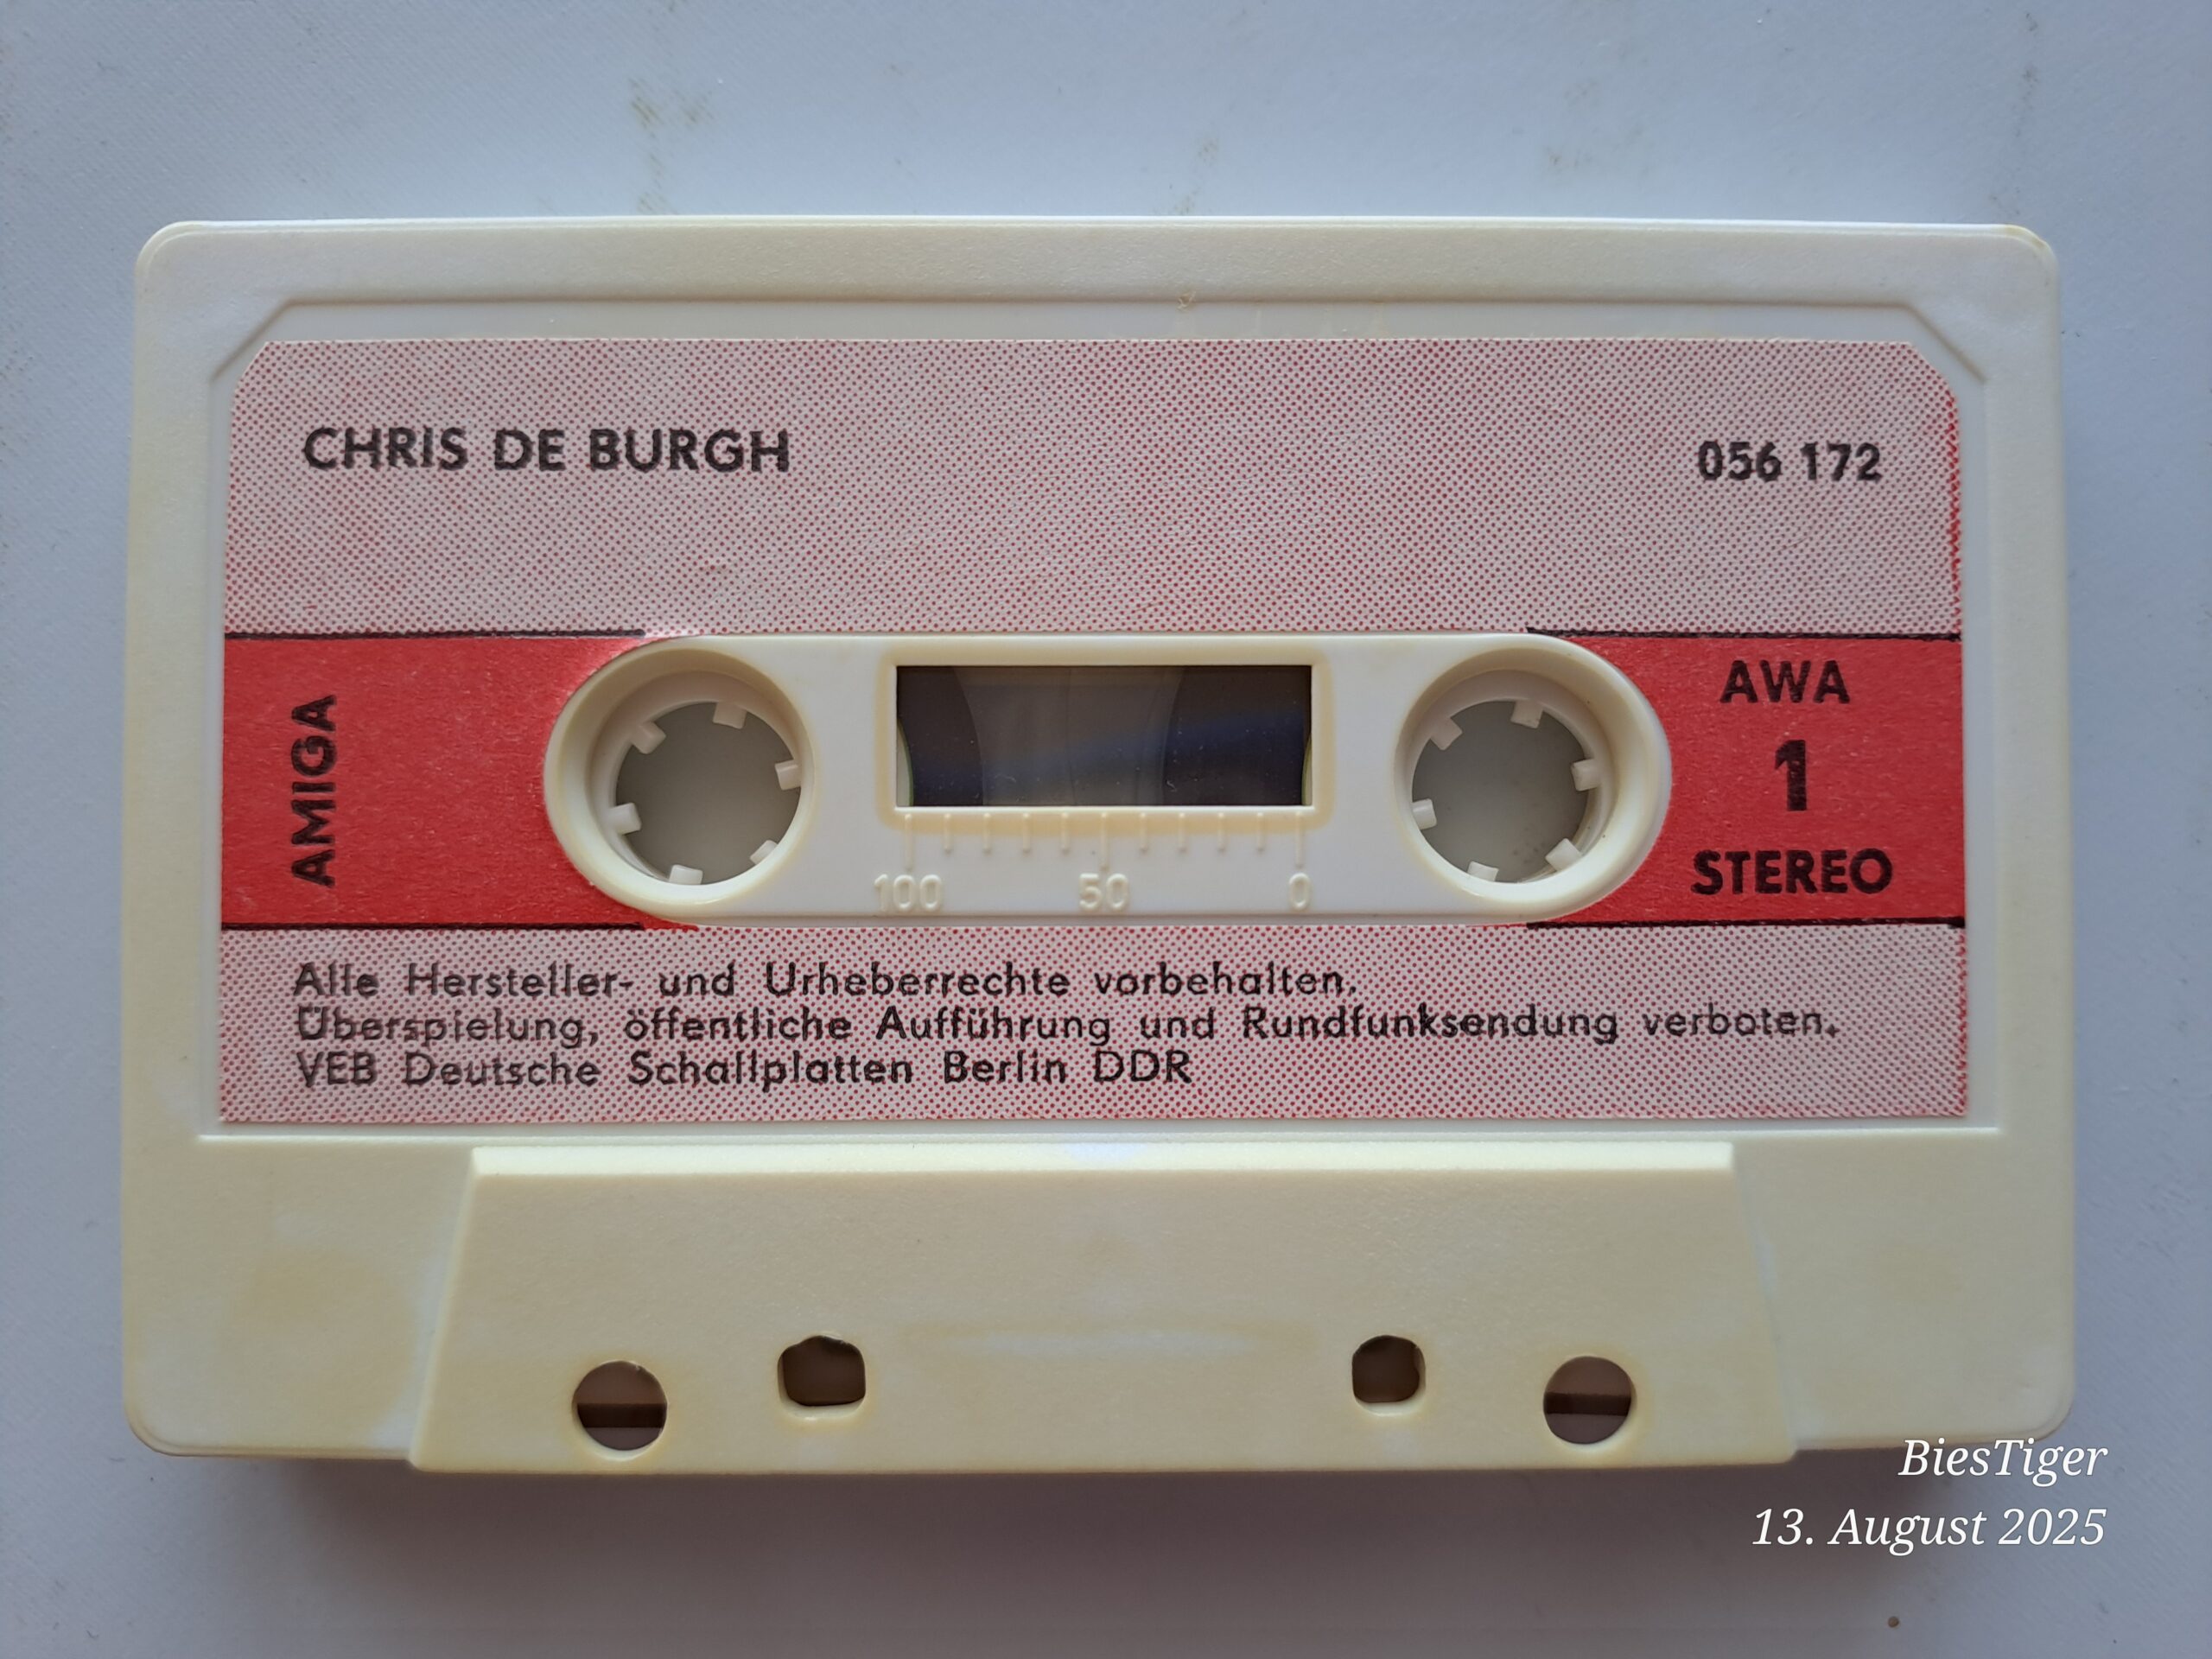 CHRIS DE BURGH
056 172
AMIGA
AWA
1
STEREO
100 50 0
Alle Hersteller- und Urheberrechte vorbehalten.
Überspielung, öffentliche Aufführung und Rundfunksendung verboten.
VEB Deutsche Schallplatten Berlin DDR
BiesTiger
13. August 2025